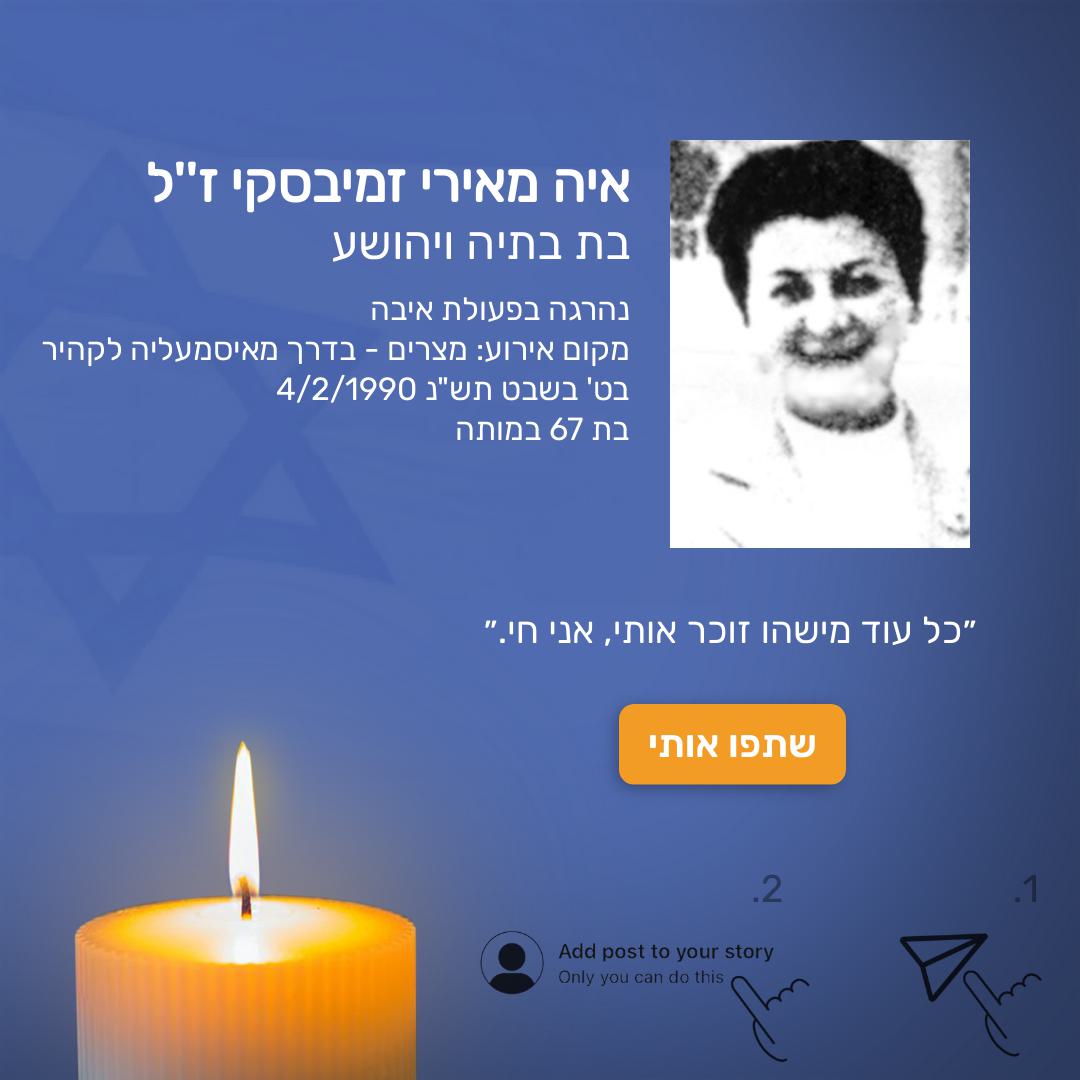 איה מאירי זמיבסקי ז''ל
בת בתיה ויהושע
נהרגה בפעולת איבה
מקום אירוע: מצרים - בדרך מאיסמעליה לקהיר
בט' בשבט תש"נ 4/2/1990
בת 67 במותה
״כל עוד מישהו זוכר אותי, אני חי.״
שתפו אותי
1.
2.
Add post to your story
Only you can do this